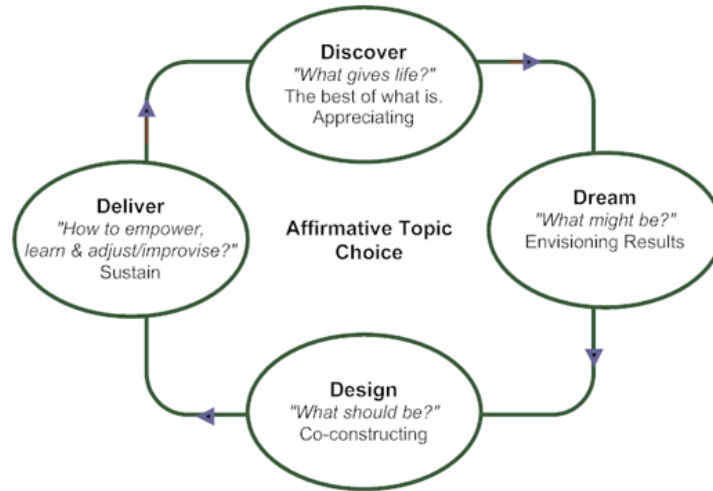 Discover
"What gives life?"
The best of what is.
Appreciating
Dream
"What might be?"
Envisioning Results
Deliver
"How to empower,
learn & adjust/improvise?"
Sustain
Affirmative Topic
Choice
Design
"What should be?"
Co-constructing